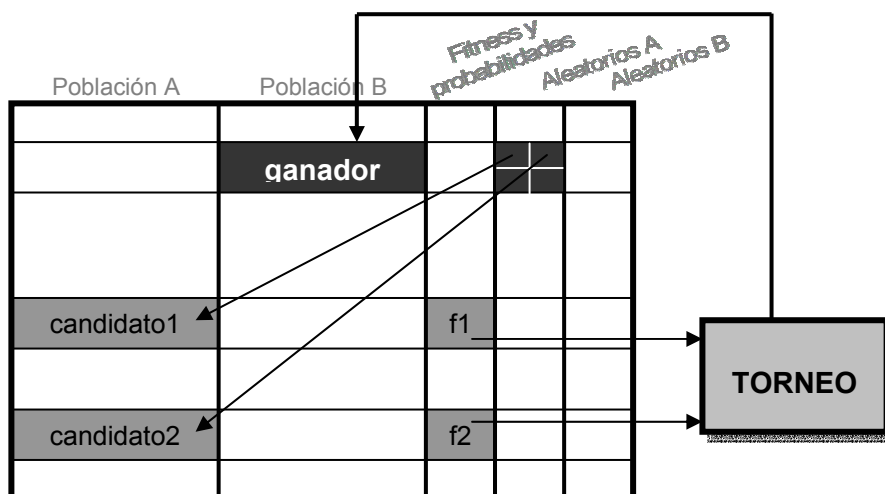 Fitness y
probabilidades
Aleatorios A
Aleatorios B
Población A
Población B
ganador
candidato1
f1
TORNEO
candidato2
f2